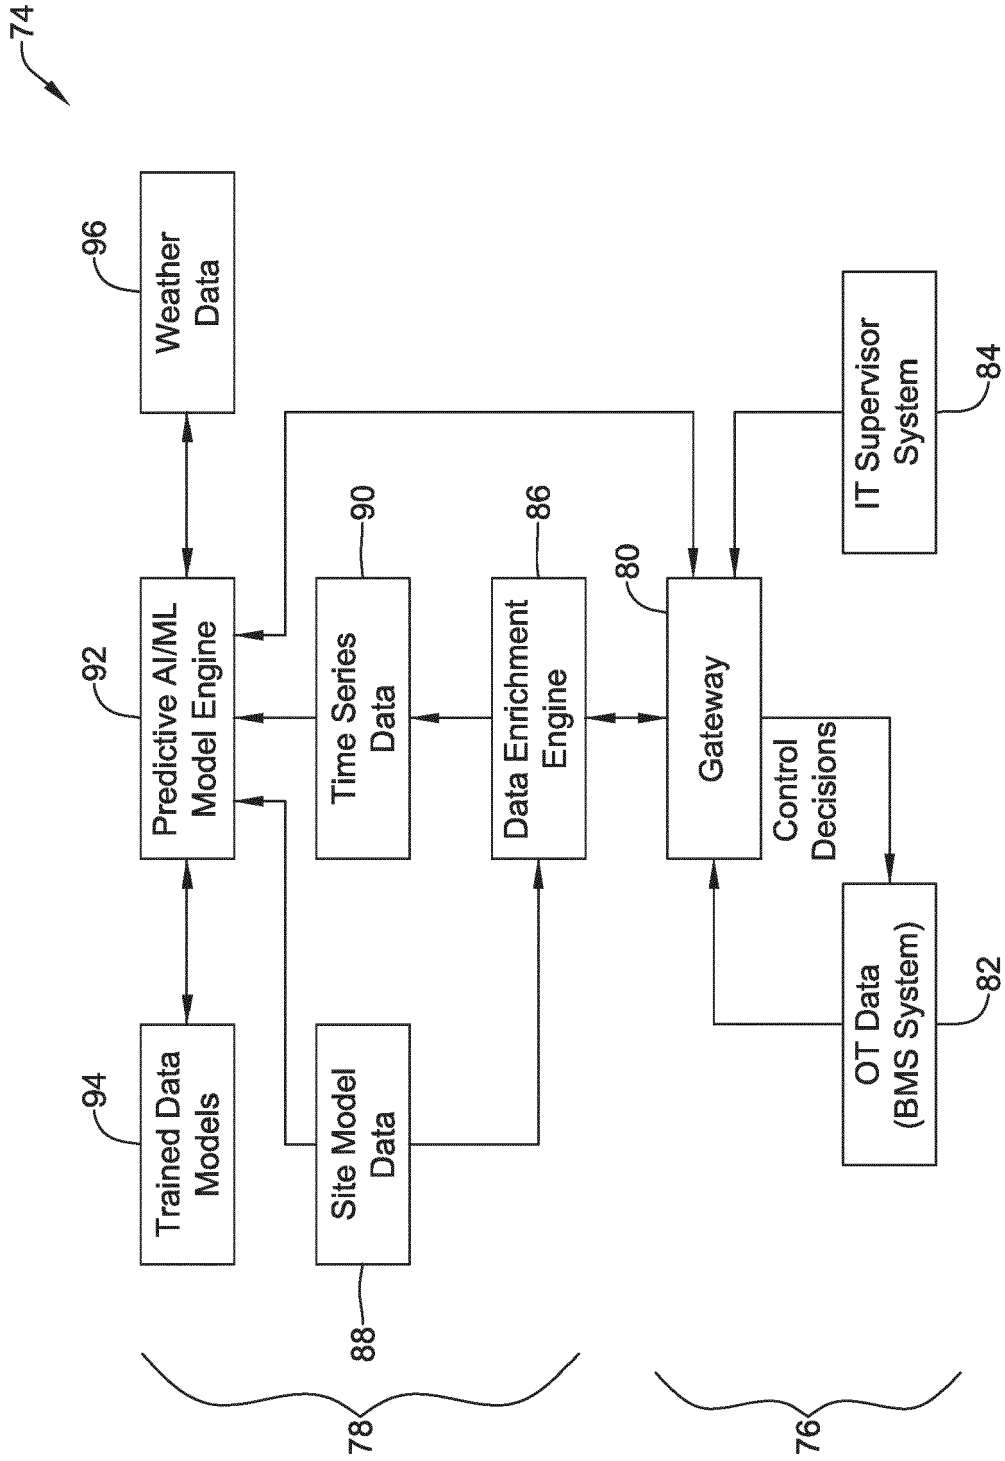 74
94
Trained Data
Models
92
Predictive AI/ML
Model Engine
96
Weather
Data
78
88
Site Model
Data
90
Time Series
Data
86
Data Enrichment
Engine
80
Gateway
Control
Decisions
76
82
OT Data
(BMS System)
84
IT Supervisor
System